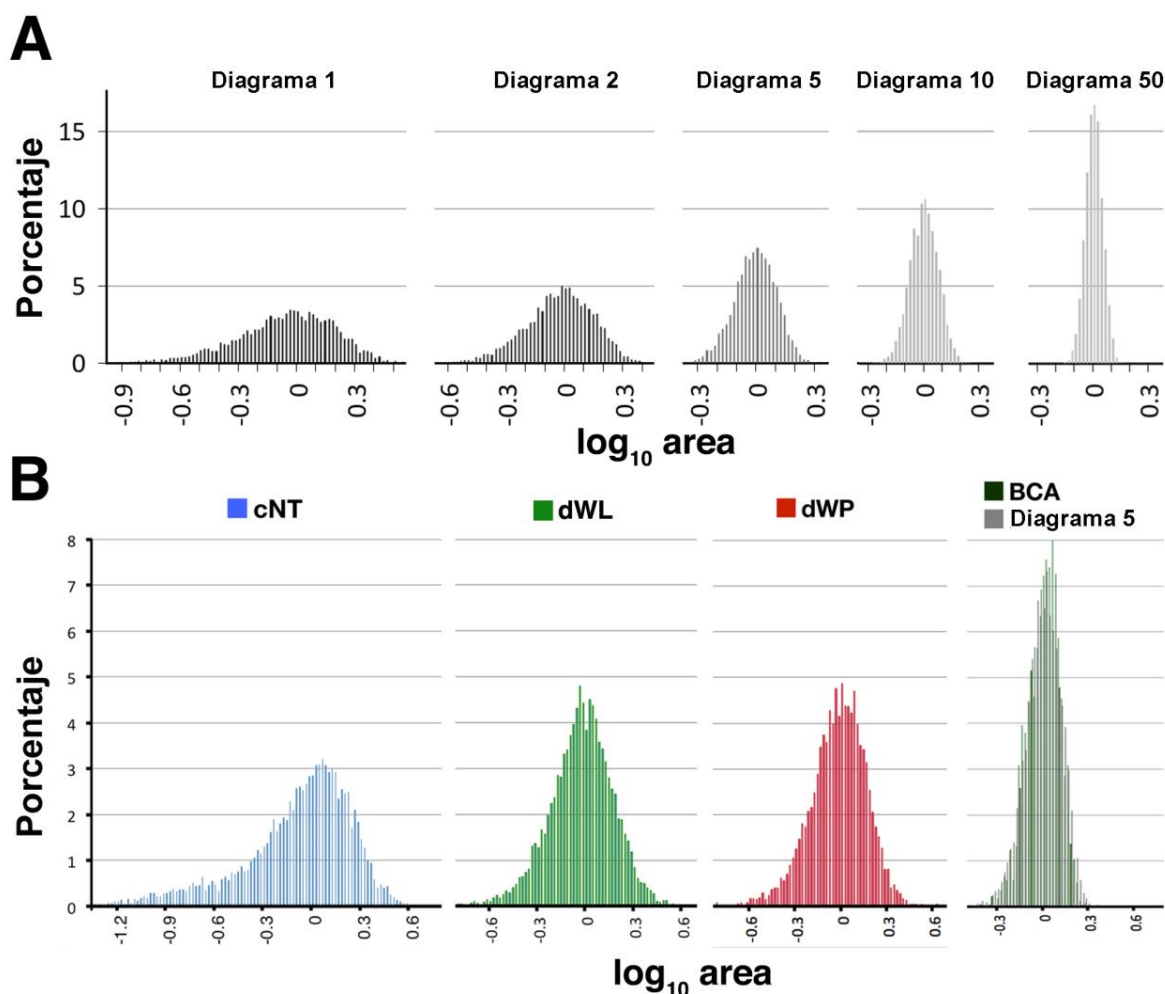 A
Diagrama 1 Diagrama 2 Diagrama 5 Diagrama 10 Diagrama 50
Porcentaje
15
10
5
0
-0.9 -0.6 -0.3 0 0.3 -0.6 -0.3 0 0.3 -0.3 0 0.3 -0.3 0 0.3 -0.3 0 0.3
log10 area
B
cNT dWL dWP BCA
Diagrama 5
Porcentaje
8
7
6
5
4
3
2
1
0
-1.2 -0.9 -0.6 -0.3 0 0.3 0.6 -0.6 -0.3 0 0.3 0.6 -0.6 -0.3 0 0.3 0.6 -0.3 0 0.3 0.6
log10 area